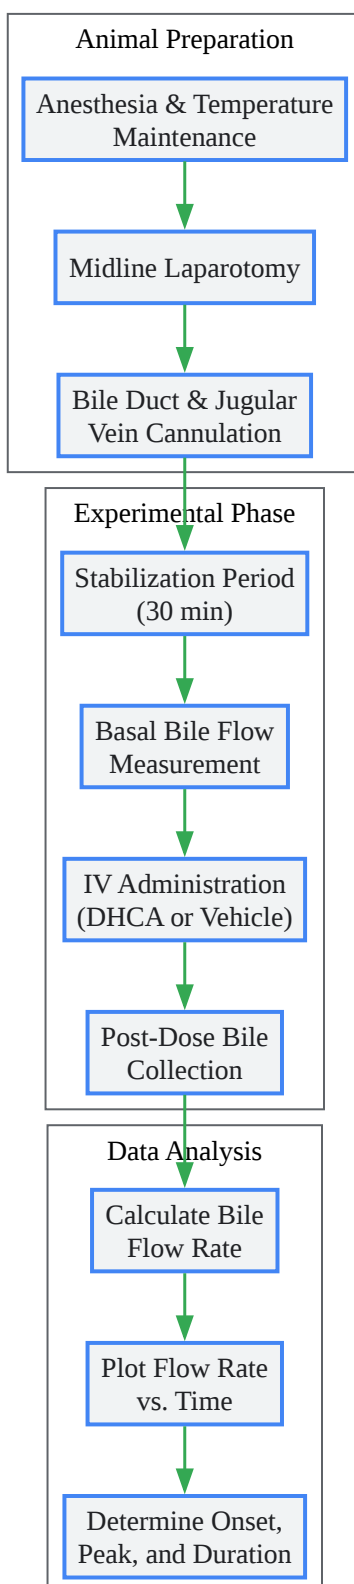 Animal Preparation
Anesthesia & Temperature
Maintenance
Midline Laparotomy
Bile Duct & Jugular
Vein Cannulation
Experimental Phase
Stabilization Period
(30 min)
Basal Bile Flow
Measurement
IV Administration
(DHCA or Vehicle)
Post-Dose Bile
Collection
Data Analysis
Calculate Bile
Flow Rate
Plot Flow Rate
vs. Time
Determine Onset,
Peak, and Duration